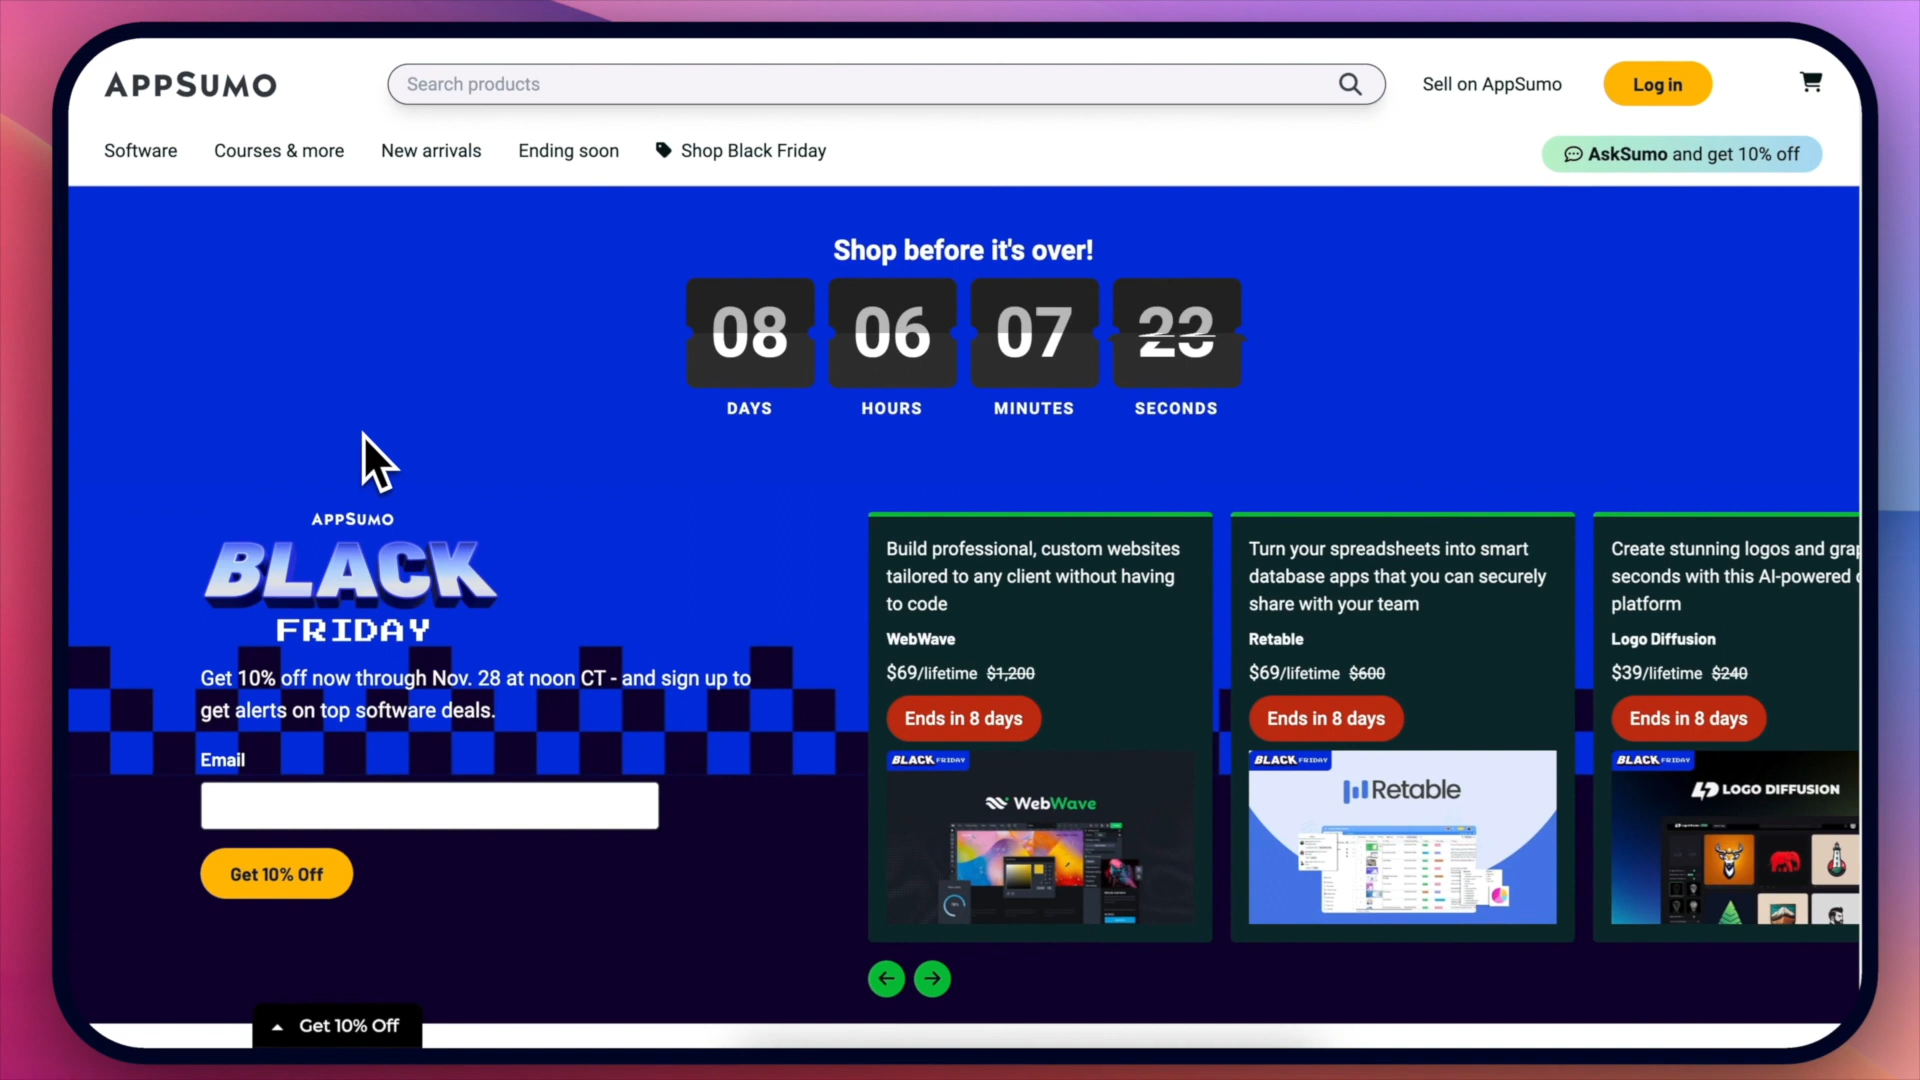 APPSUMO
Search products
Sell on AppSumo
Log in
Software
Courses & more
New arrivals
Ending soon
Shop Black Friday
AskSumo and get 10% off
Shop before it's over!
08
06
07
DAYS
HOURS
MINUTES
SECONDS
APPSUMO
BLACK
FRIDAY
Get 10% off now through Nov. 28 at noon CT - and sign up to
get alerts on top software deals.
Email
Get 10% Off
Build professional, custom websites
tailored to any client without having
to code
WebWave
$69/lifetime $1,200
Ends in 8 days
BLACK FRIDAY
WebWave
Turn your spreadsheets into smart
database apps that you can securely
share with your team
Retable
$69/lifetime $600
Ends in 8 days
BLACK FRIDAY
Retable
Create stunning logos and
seconds with this AI-powered
platform
Logo Diffusion
$39/lifetime $240
Ends in 8 days
BLACK FRIDAY
LOGO DIFFUSION
Get 10% Off